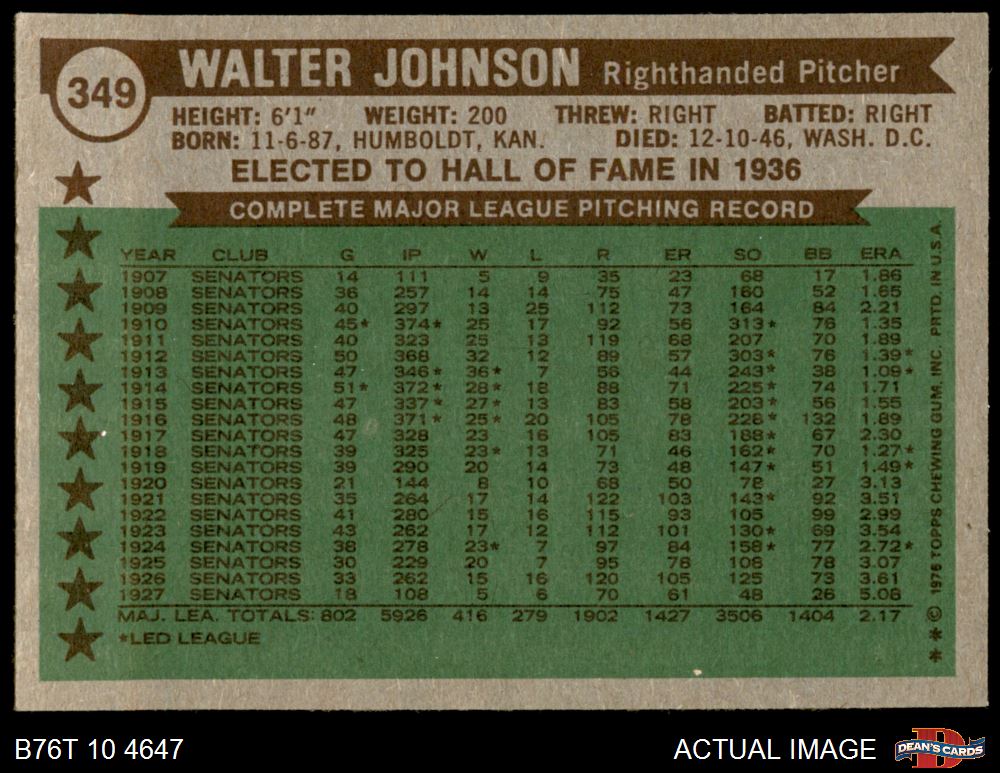 349
WALTER JOHNSON Righthanded Pitcher
HEIGHT: 6'1" WEIGHT: 200 THREW: RIGHT BATTED: RIGHT
BORN: 11-6-87, HUMBOLDT, KAN. DIED: 12-10-46, WASH. D.C.
ELECTED TO HALL OF FAME IN 1936
COMPLETE MAJOR LEAGUE PITCHING RECORD
YEAR CLUB G IP W L R ER SO BB ERA
1907 SENATORS 14 111 5 9 35 23 68 17 1.86
1908 SENATORS 36 257 14 14 75 47 160 52 1.65
1909 SENATORS 40 297 13 25 112 73 164 84 2.21
1910 SENATORS 45* 374* 25 17 92 56 313* 76 1.35
1911 SENATORS 40 323 25 13 119 68 207 70 1.89
1912 SENATORS 50 368 32 12 89 57 303* 76 1.39*
1913 SENATORS 47 346* 36* 7 56 44 243* 38 1.09*
1914 SENATORS 51* 372* 28* 18 88 71 225* 74 1.71
1915 SENATORS 47 337* 27* 13 83 58 203* 56 1.55
1916 SENATORS 48 371* 25* 20 105 78 228* 132 1.89
1917 SENATORS 47 328 23 16 105 83 188* 67 2.30
1918 SENATORS 39 325 23* 13 71 46 162* 70 1.27*
1919 SENATORS 39 290 20 14 73 48 147* 51 1.49*
1920 SENATORS 21 144 8 10 68 50 78 27 3.13
1921 SENATORS 35 264 17 14 122 103 143* 92 3.51
1922 SENATORS 41 280 15 16 115 93 105 99 2.99
1923 SENATORS 43 262 17 12 112 101 130* 69 3.54
1924 SENATORS 38 278 23* 7 97 84 158* 77 2.72*
1925 SENATORS 30 229 20 7 95 78 108 78 3.07
1926 SENATORS 33 262 15 16 120 105 125 73 3.61
1927 SENATORS 18 108 5 6 70 61 48 26 5.08
MAJ. LEA. TOTALS: 802 5926 416 279 1902 1427 3506 1404 2.17
*LED LEAGUE
* * © 1976 TOPPS CHEWING GUM, INC. PRTD. IN U.S.A.
B76T 10 4647 ACTUAL IMAGE DEAN'S CARDS